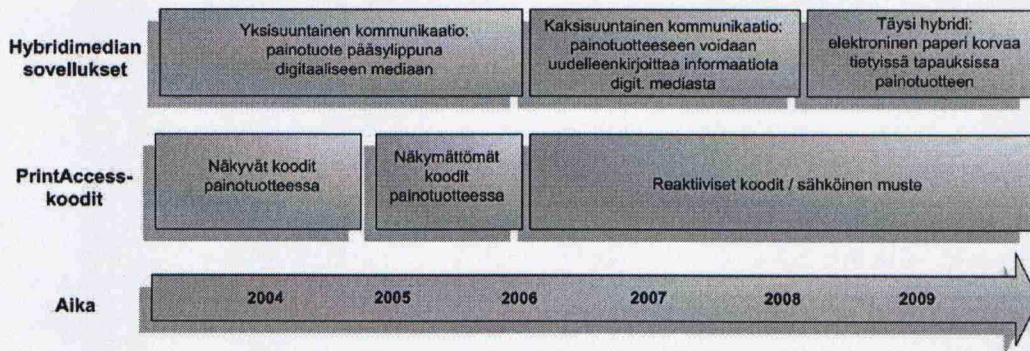 Hybridimedian
sovellukset
Yksisuuntainen kommunikaatio:
painotuote pääsylippuna
digitaaliseen mediaan
Kaksisuuntainen kommunikaatio:
painotuotteeseen voidaan
uudelleenkirjoittaa informaatiota
digit. mediasta
Täysi hybridi:
elektroninen paperi korvaa
tietyissä tapauksissa
painotuotteen
PrintAccess-
koodit
Näkyvät koodit
painotuotteessa
Näkymättömät
koodit
painotuotteessa
Reaktiiviset koodit / sähköinen muste
Aika
2004 2005 2006 2007 2008 2009